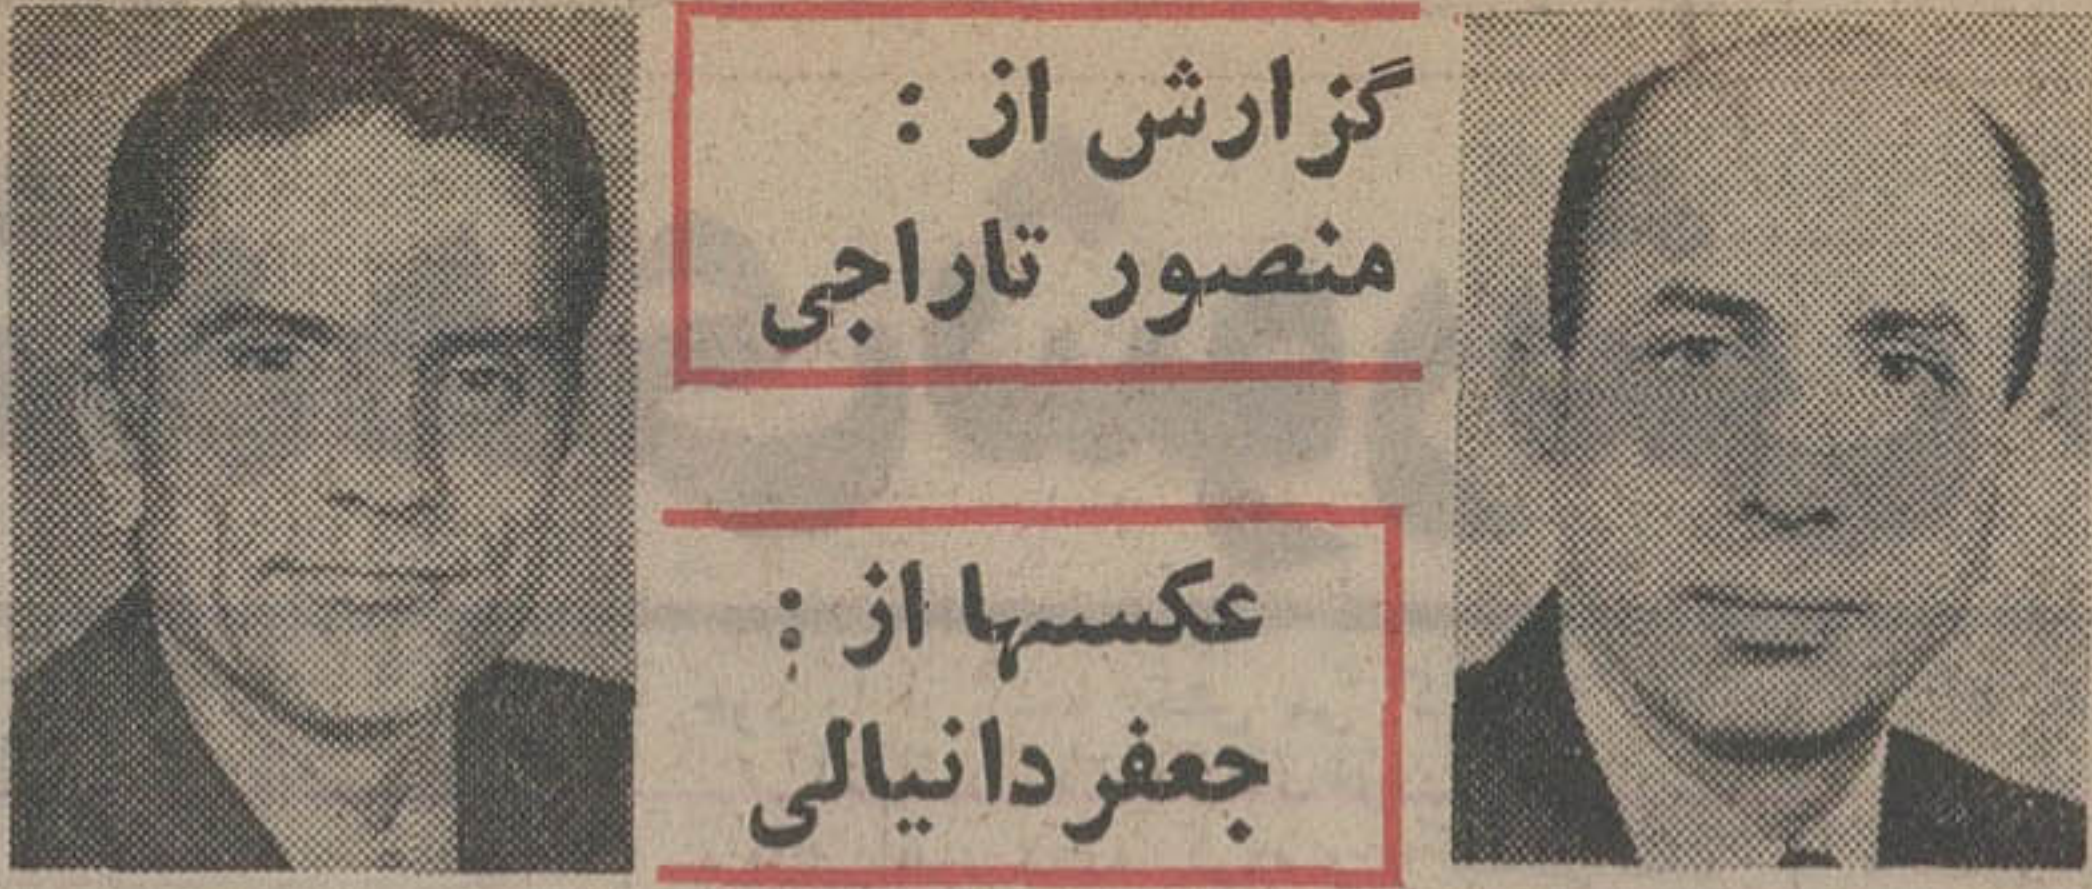 گزارش از :
منصور تاراجی
عکسها از :
جعفر دانیالی